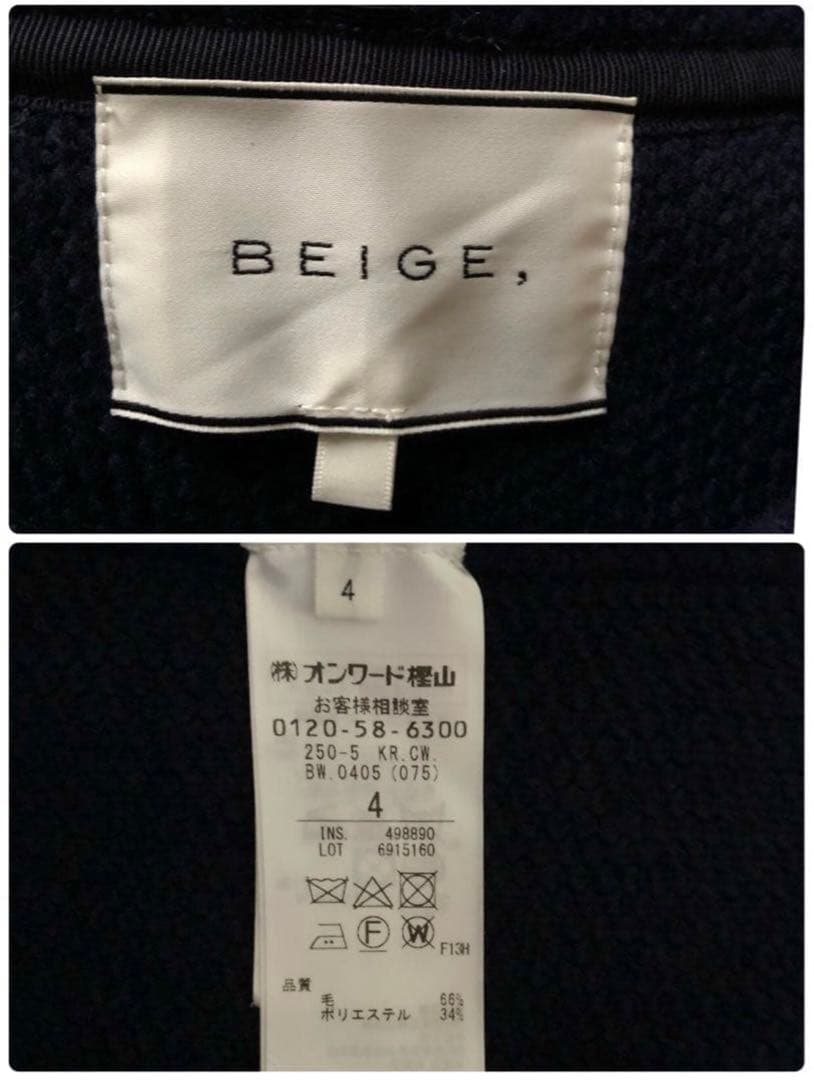 BEIGE,
4
㈱オンワード樫山
お客様相談室
0120-58-6300
250-5 KR.CW.
BW.0405 (075)
4
INS. 498890
LOT 6915160
F
W
F13H
品質
毛 66%
ポリエステル 34%